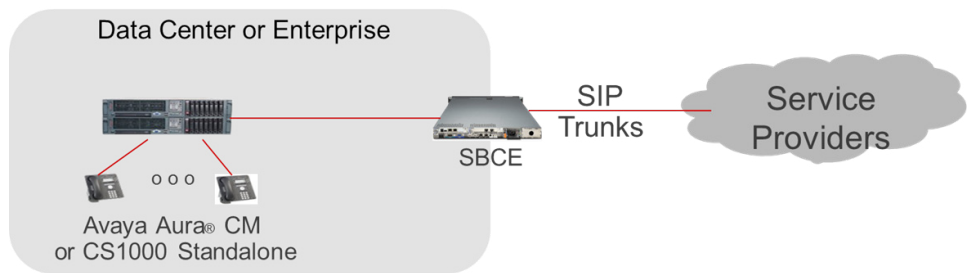 Data Center or Enterprise
SIP
Trunks
Service
Providers
SBCE
o o o
Avaya Aura® CM
or CS1000 Standalone